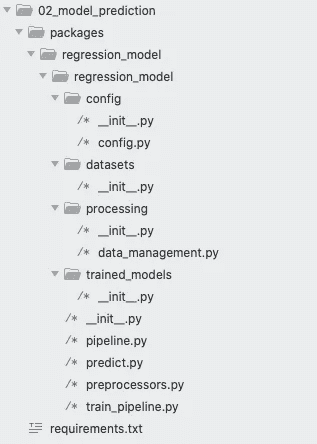 02_model_prediction
packages
regression_model
regression_model
config
/* __init__.py
/* config.py
datasets
/* __init__.py
processing
/* __init__.py
/* data_management.py
trained_models
/* __init__.py
/* __init__.py
/* pipeline.py
/* predict.py
/* preprocessors.py
/* train_pipeline.py
requirements.txt